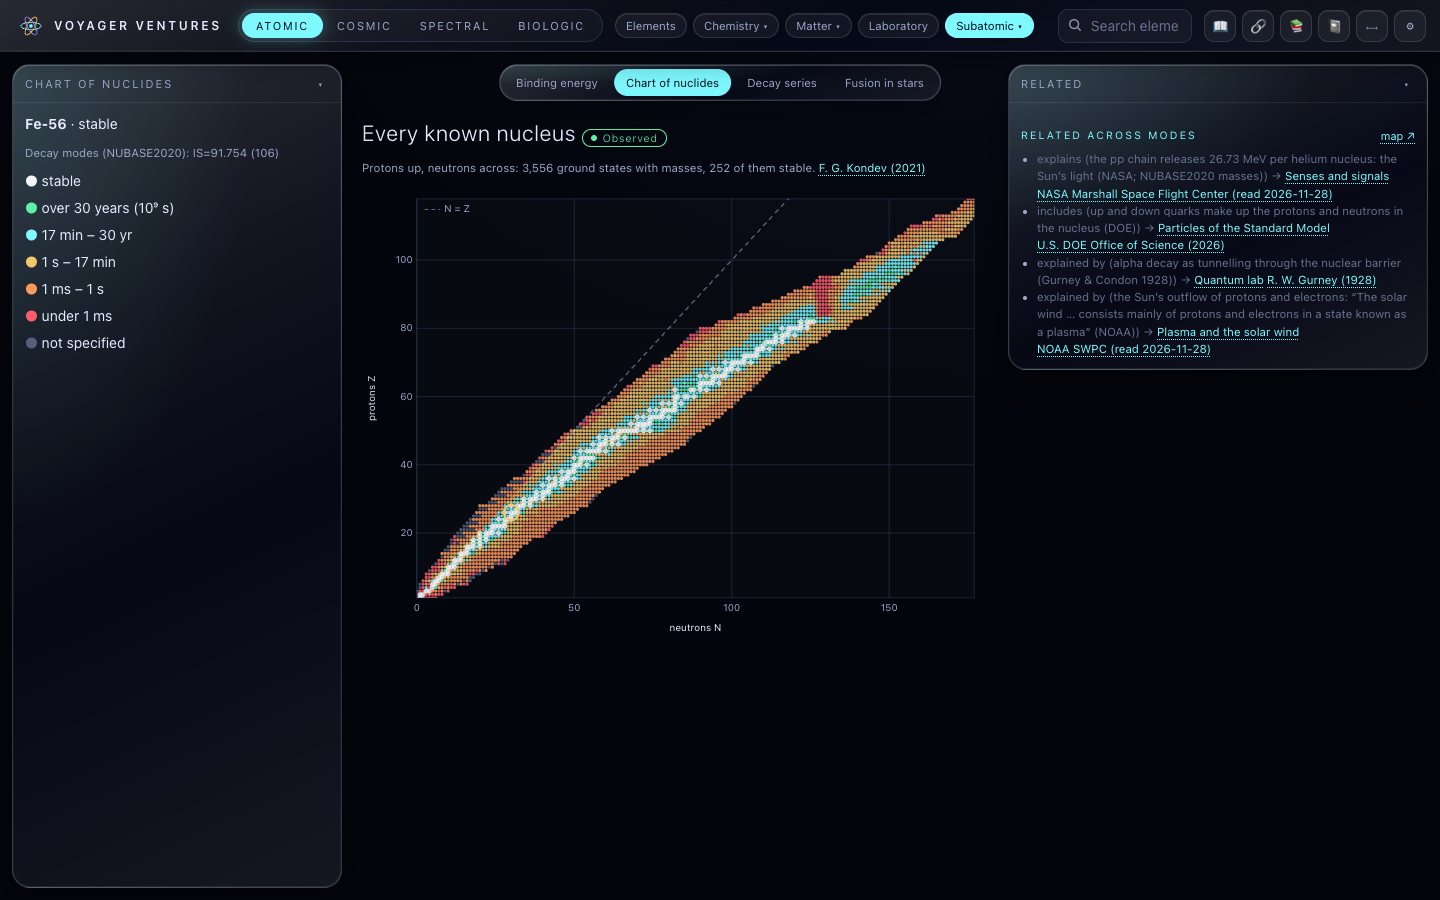 VOYAGER VENTURES
ATOMIC
COSMIC
SPECTRAL
BIOLOGIC
Elements
Chemistry
Matter
Laboratory
Subatomic
Search eleme
CHART OF NUCLIDES
Fe-56 · stable
Decay modes (NUBASE2020): IS=91.754 (106)
stable
over 30 years (10⁹ s)
17 min – 30 yr
1 s – 17 min
1 ms – 1 s
under 1 ms
not specified
Binding energy
Chart of nuclides
Decay series
Fusion in stars
Every known nucleus
Observed
Protons up, neutrons across: 3,556 ground states with masses, 252 of them stable. F. G. Kondev (2021)
N = Z
100
80
60
40
20
protons Z
0
50
100
150
neutrons N
RELATED
RELATED ACROSS MODES
map ↗
explains (the pp chain releases 26.73 MeV per helium nucleus: the
Sun's light (NASA; NUBASE2020 masses)) → Senses and signals
NASA Marshall Space Flight Center (read 2026-11-28)
includes (up and down quarks make up the protons and neutrons in
the nucleus (DOE)) → Particles of the Standard Model
U.S. DOE Office of Science (2026)
explained by (alpha decay as tunnelling through the nuclear barrier
(Gurney & Condon 1928)) → Quantum lab R. W. Gurney (1928)
explained by (the Sun's outflow of protons and electrons: “The solar
wind … consists mainly of protons and electrons in a state known as
a plasma” (NOAA)) → Plasma and the solar wind
NOAA SWPC (read 2026-11-28)